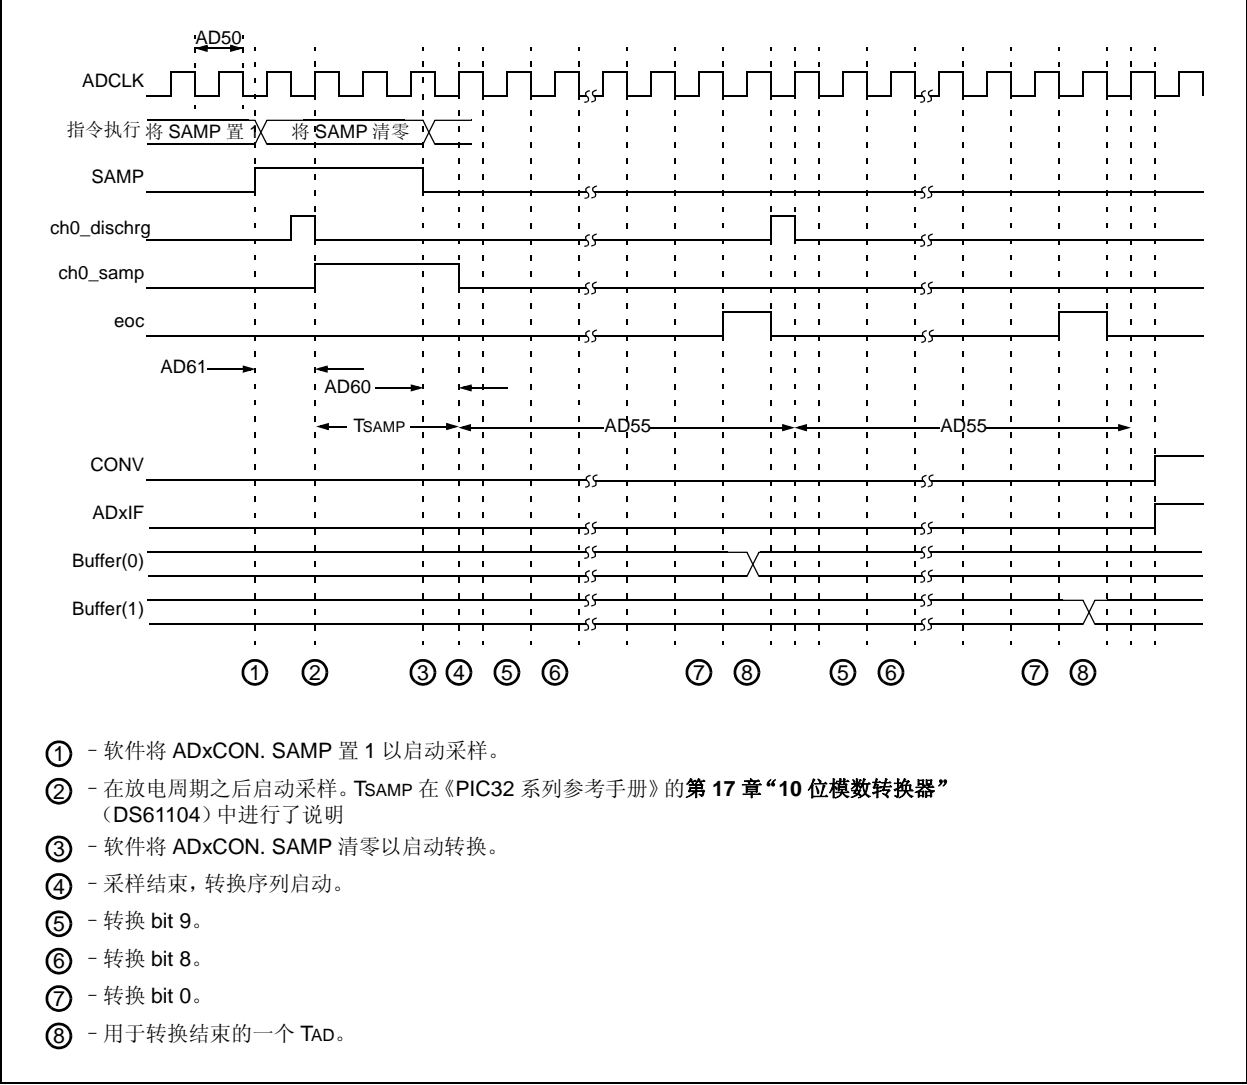 AD50
ADCLK
指令执行 将 SAMP 置 1 将 SAMP 清零
SAMP
ch0_dischrg
ch0_samp
eoc
AD61
AD60
TSAMP AD55 AD55
CONV
ADxIF
Buffer(0)
Buffer(1)
1 2 3 4 5 6 7 8 5 6 7 8
1 – 软件将 ADxCON. SAMP 置 1 以启动采样。
2 – 在放电周期之后启动采样。TSAMP 在《PIC32 系列参考手册》的第 17 章“10 位模数转换器”
（DS61104）中进行了说明
3 – 软件将 ADxCON. SAMP 清零以启动转换。
4 – 采样结束，转换序列启动。
5 – 转换 bit 9。
6 – 转换 bit 8。
7 – 转换 bit 0。
8 – 用于转换结束的一个 TAD。